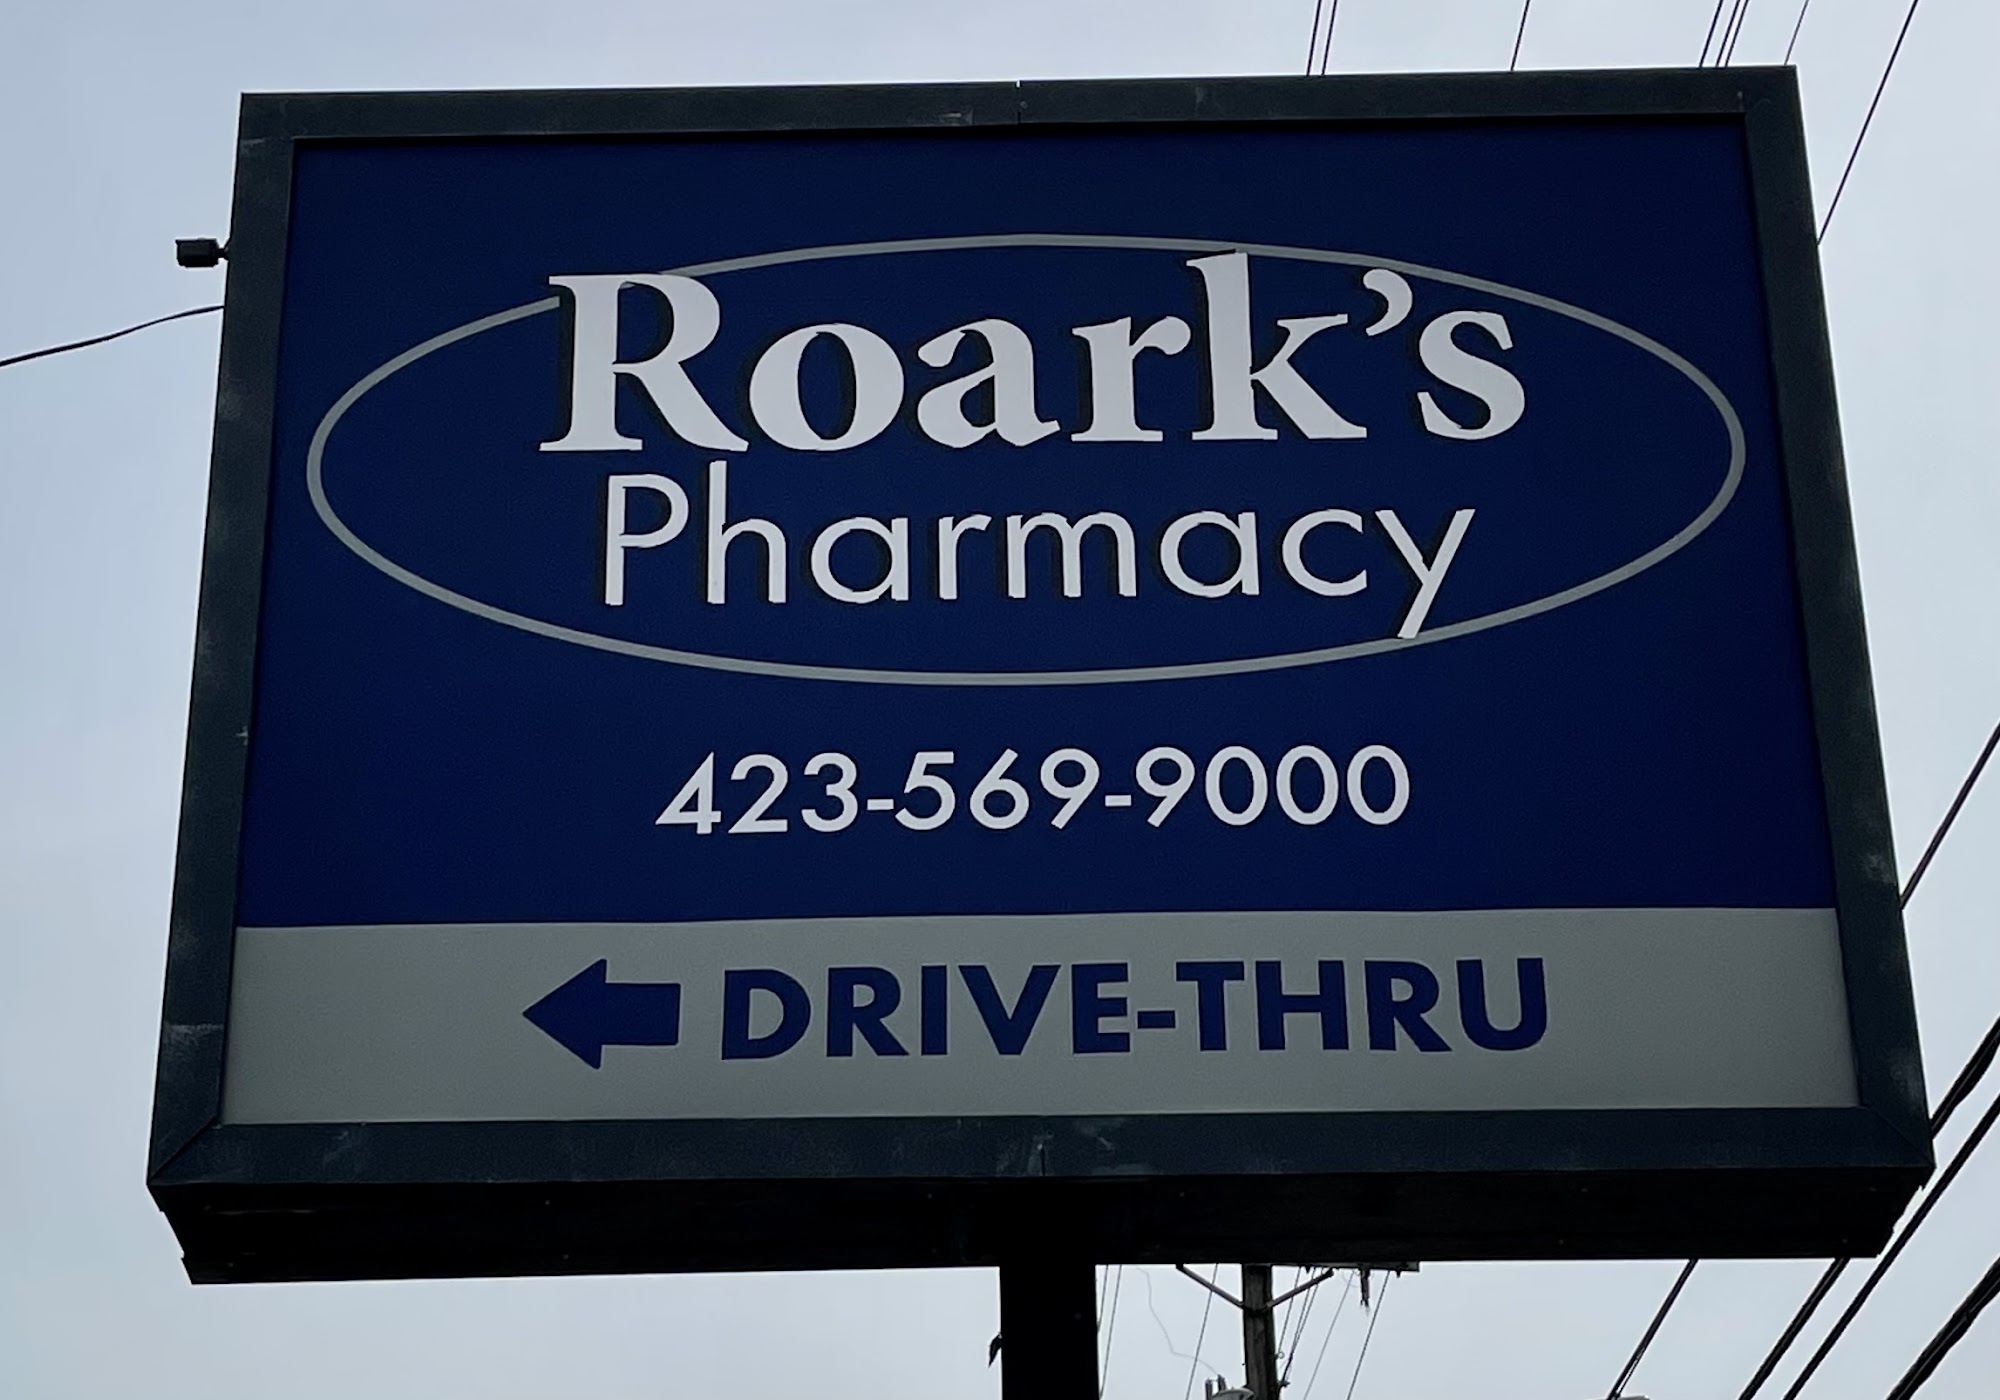 Roark's
Pharmacy
423-569-9000
DRIVE-THRU